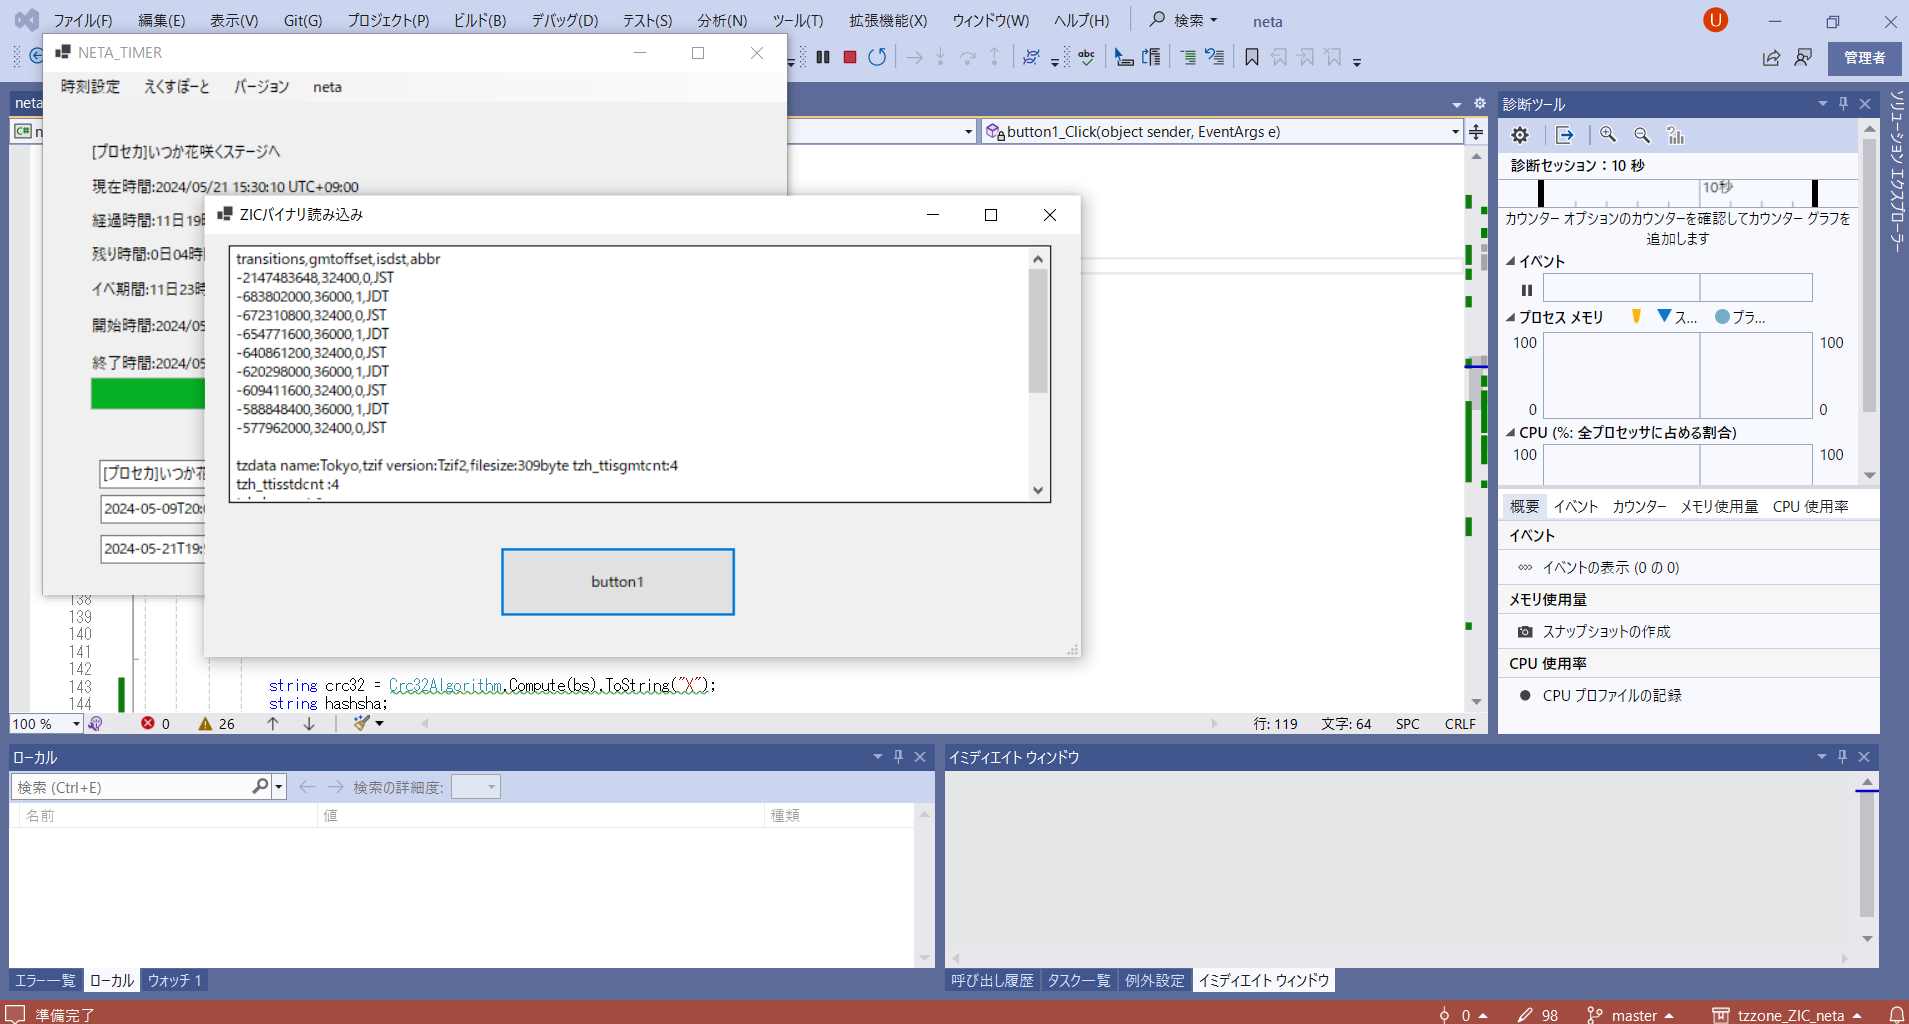 ファイル(F) 編集(E) 表示(V) Git(G) プロジェクト(P) ビルド(B) デバッグ(D) テスト(S) 分析(N) ツール(T) 拡張機能(X) ウィンドウ(W) ヘルプ(H) 検索 neta U
管理者
NETA_TIMER
時刻設定 えくすぽーと バージョン neta
neta
C# n
button1_Click(object sender, EventArgs e)
[プロセカ]いつか花咲くステージへ
現在時間:2024/05/21 15:30:10 UTC+09:00
経過時間:11日19時
残り時間:0日04時
イベ期間:11日23時
開始時間:2024/05
終了時間:2024/05
[プロセカ]いつか花
2024-05-09T20:
2024-05-21T19:
ZICバイナリ読み込み
transitions,gmtoffset,isdst,abbr
-2147483648,32400,0,JST
-683802000,36000,1,JDT
-672310800,32400,0,JST
-654771600,36000,1,JDT
-640861200,32400,0,JST
-620298000,36000,1,JDT
-609411600,32400,0,JST
-588848400,36000,1,JDT
-577962000,32400,0,JST
tzdata name:Tokyo,tzif version:Tzif2,filesize:309byte tzh_ttisgmtcnt:4
tzh_ttisstdcnt :4
button1
138
139
140
141
142
143 string crc32 = Crc32Algorithm.Compute(bs).ToString("X");
144 string hashsha;
100 % 0 26 行: 119 文字: 64 SPC CRLF
診断ツール
診断セッション：10 秒
10秒
カウンター オプションのカウンターを確認してカウンター グラフを
追加します
イベント
プロセス メモリ ス... プラ...
100 100
0 0
CPU (%: 全プロセッサに占める割合)
100 100
概要 イベント カウンター メモリ使用量 CPU 使用率
イベント
イベントの表示 (0 の 0)
メモリ使用量
スナップショットの作成
CPU 使用率
CPU プロファイルの記録
ソリューション エクスプローラー
ローカル
検索 (Ctrl+E) 検索の詳細度:
名前 値 種類
エラー一覧 ローカル ウォッチ 1
イミディエイト ウィンドウ
呼び出し履歴 タスク一覧 例外設定 イミディエイト ウィンドウ
準備完了 0 98 master tzzone_ZIC_neta